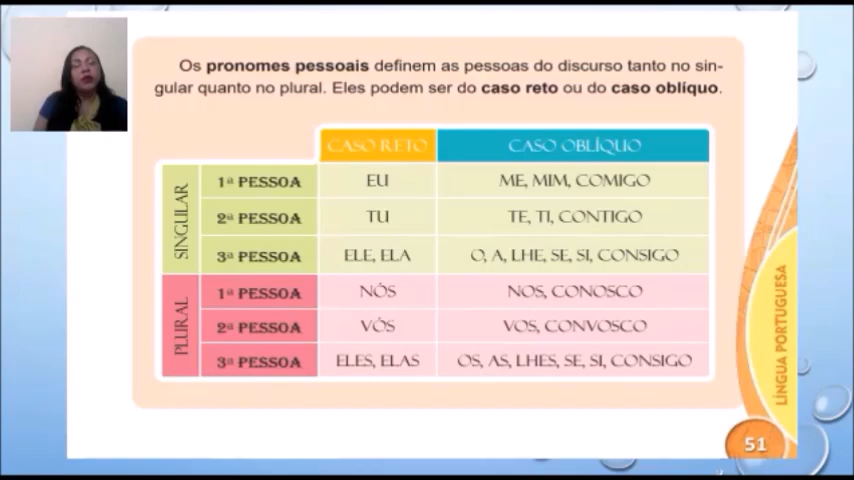 Os pronomes pessoais definem as pessoas do discurso tanto no sin-
gular quanto no plural. Eles podem ser do caso reto ou do caso oblíquo.
CASO RETO CASO OBLÍQUO
SINGULAR
1ª PESSOA EU ME, MIM, COMIGO
2ª PESSOA TU TE, TI, CONTIGO
3ª PESSOA ELE, ELA O, A, LHE, SE, SI, CONSIGO
PLURAL
1ª PESSOA NÓS NOS, CONOSCO
2ª PESSOA VÓS VOS, CONVOSCO
3ª PESSOA ELES, ELAS OS, AS, LHES, SE, SI, CONSIGO
LÍNGUA PORTUGUESA
51